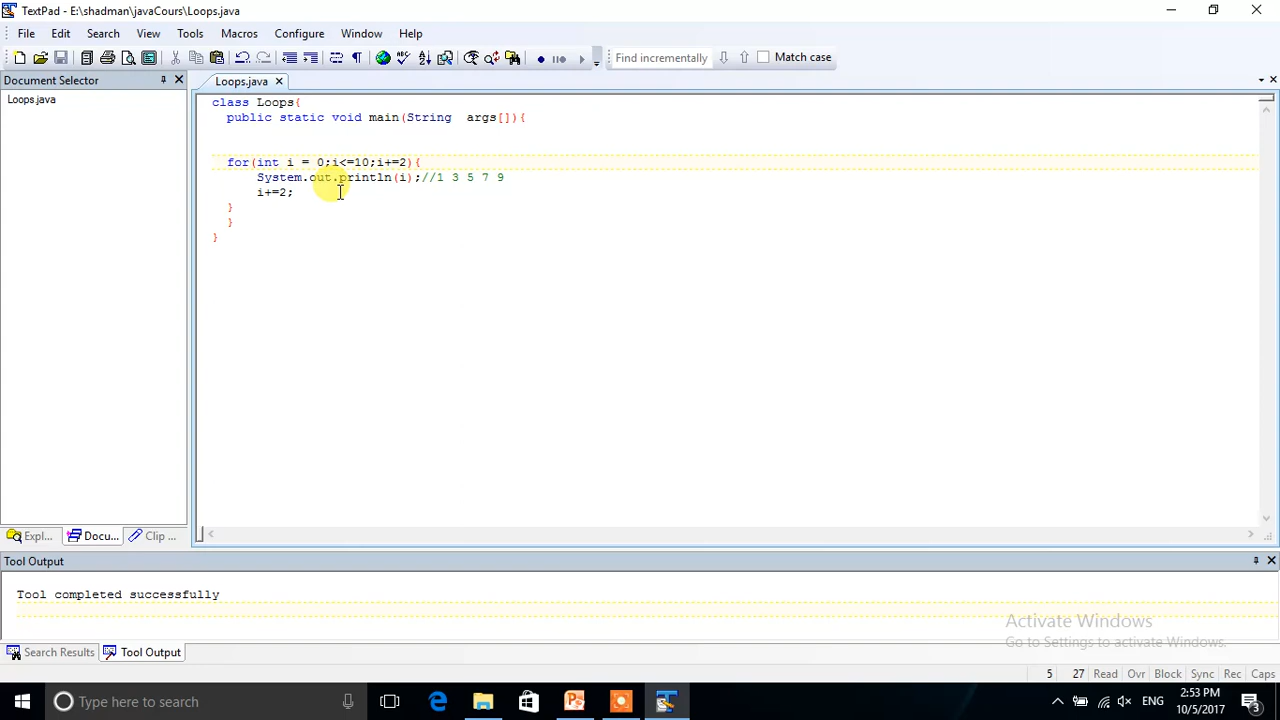 TextPad - E:\shadman\javaCours\Loops.java
File Edit Search View Tools Macros Configure Window Help
Find incrementally Match case
Document Selector
Loops.java
Loops.java
class Loops{
public static void main(String args[]){
for(int i = 0;i<=10;i+=2){
System.out.println(i);//1 3 5 7 9
i+=2;
}
}
}
Expl... Docu... Clip ...
Tool Output
Tool completed successfully
Activate Windows
Go to Settings to activate Windows.
Search Results Tool Output
5 27 Read Ovr Block Sync Rec Caps
Type here to search
ENG
2:53 PM
10/5/2017
3